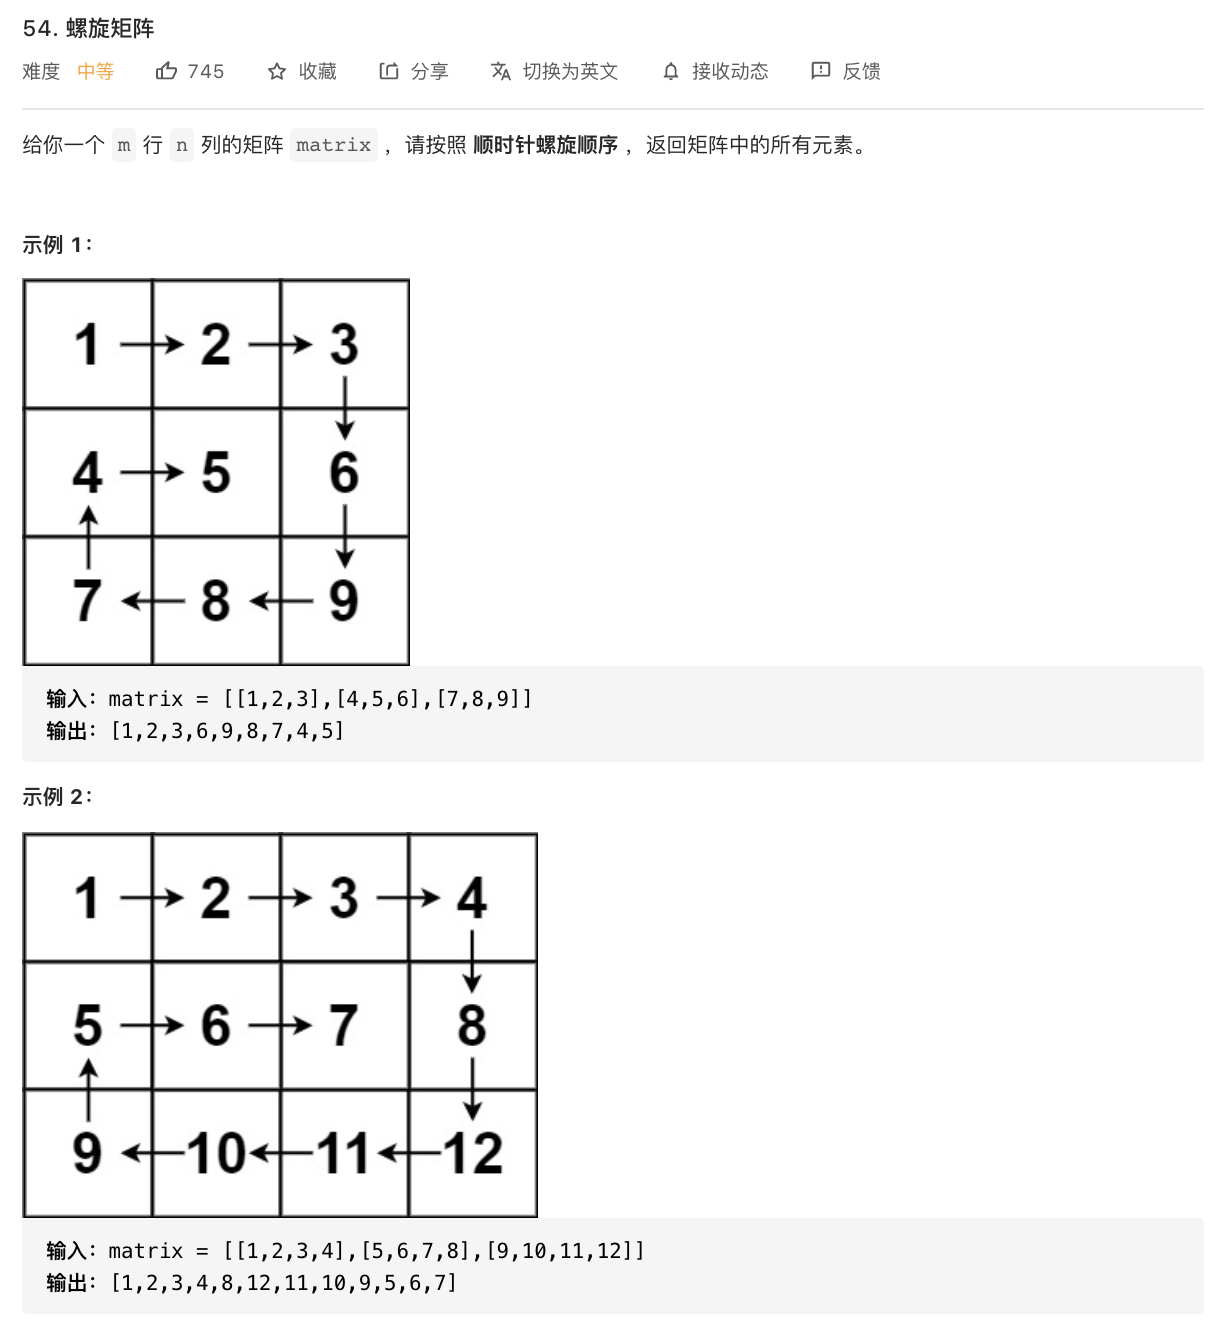 54. 螺旋矩阵
难度 中等 745 收藏 分享 切换为英文 接收动态 反馈
给你一个 m 行 n 列的矩阵 matrix ，请按照 顺时针螺旋顺序 ，返回矩阵中的所有元素。
示例 1：
1 2 3
4 5 6
7 8 9
输入：matrix = [[1,2,3],[4,5,6],[7,8,9]]
输出：[1,2,3,6,9,8,7,4,5]
示例 2：
1 2 3 4
5 6 7 8
9 10 11 12
输入：matrix = [[1,2,3,4],[5,6,7,8],[9,10,11,12]]
输出：[1,2,3,4,8,12,11,10,9,5,6,7]